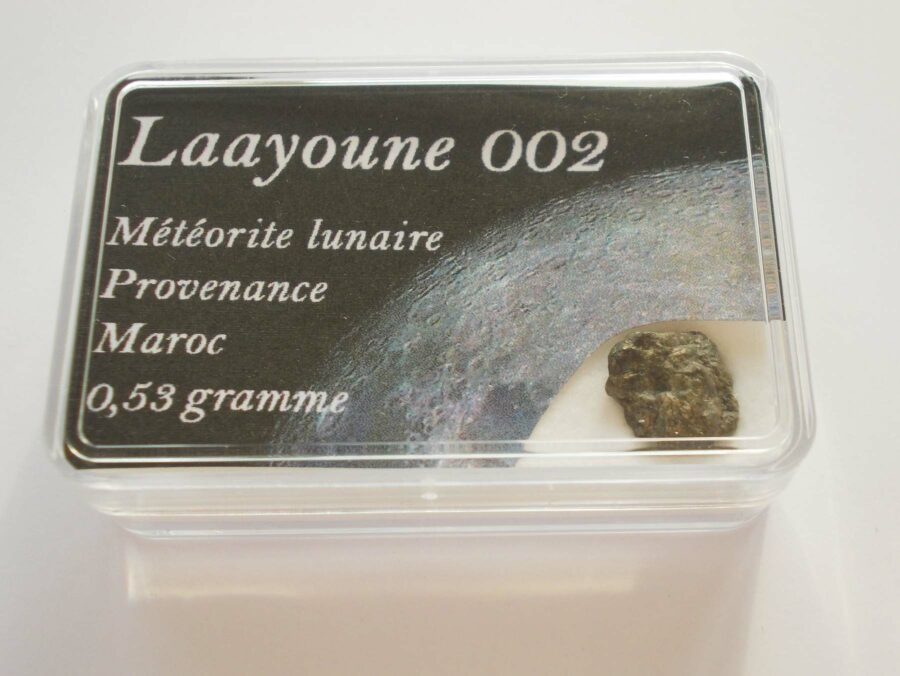 Laayoune 002
Météorite lunaire
Provenance
Maroc
0,53 gramme